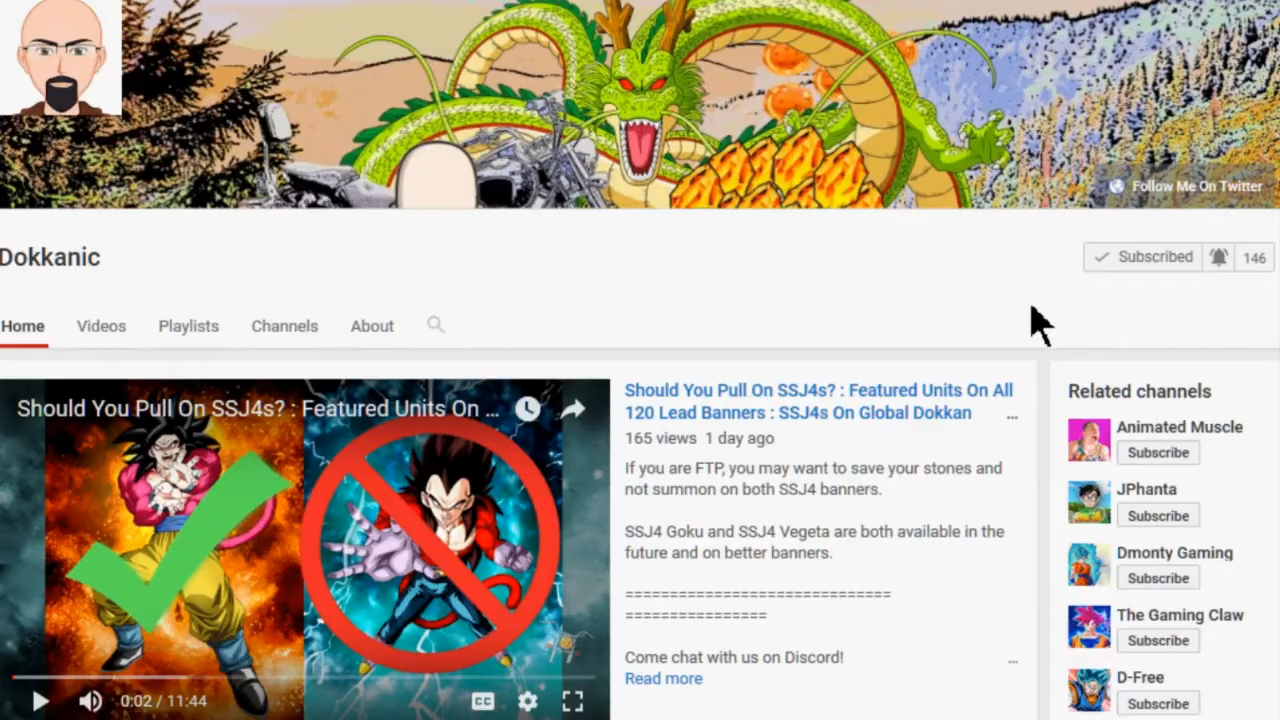 Follow Me On Twitter
Dokkanic
Subscribed 146
Home Videos Playlists Channels About
Should You Pull On SSJ4s? : Featured Units On ...
CC 0:02 / 11:44
Should You Pull On SSJ4s? : Featured Units On All
120 Lead Banners : SSJ4s On Global Dokkan
165 views 1 day ago
If you are FTP, you may want to save your stones and
not summon on both SSJ4 banners.
SSJ4 Goku and SSJ4 Vegeta are both available in the
future and on better banners.
============================
===============
Come chat with us on Discord!
Read more
Related channels
Animated Muscle
Subscribe
JPhanta
Subscribe
Dmonty Gaming
Subscribe
The Gaming Claw
Subscribe
D-Free
Subscribe